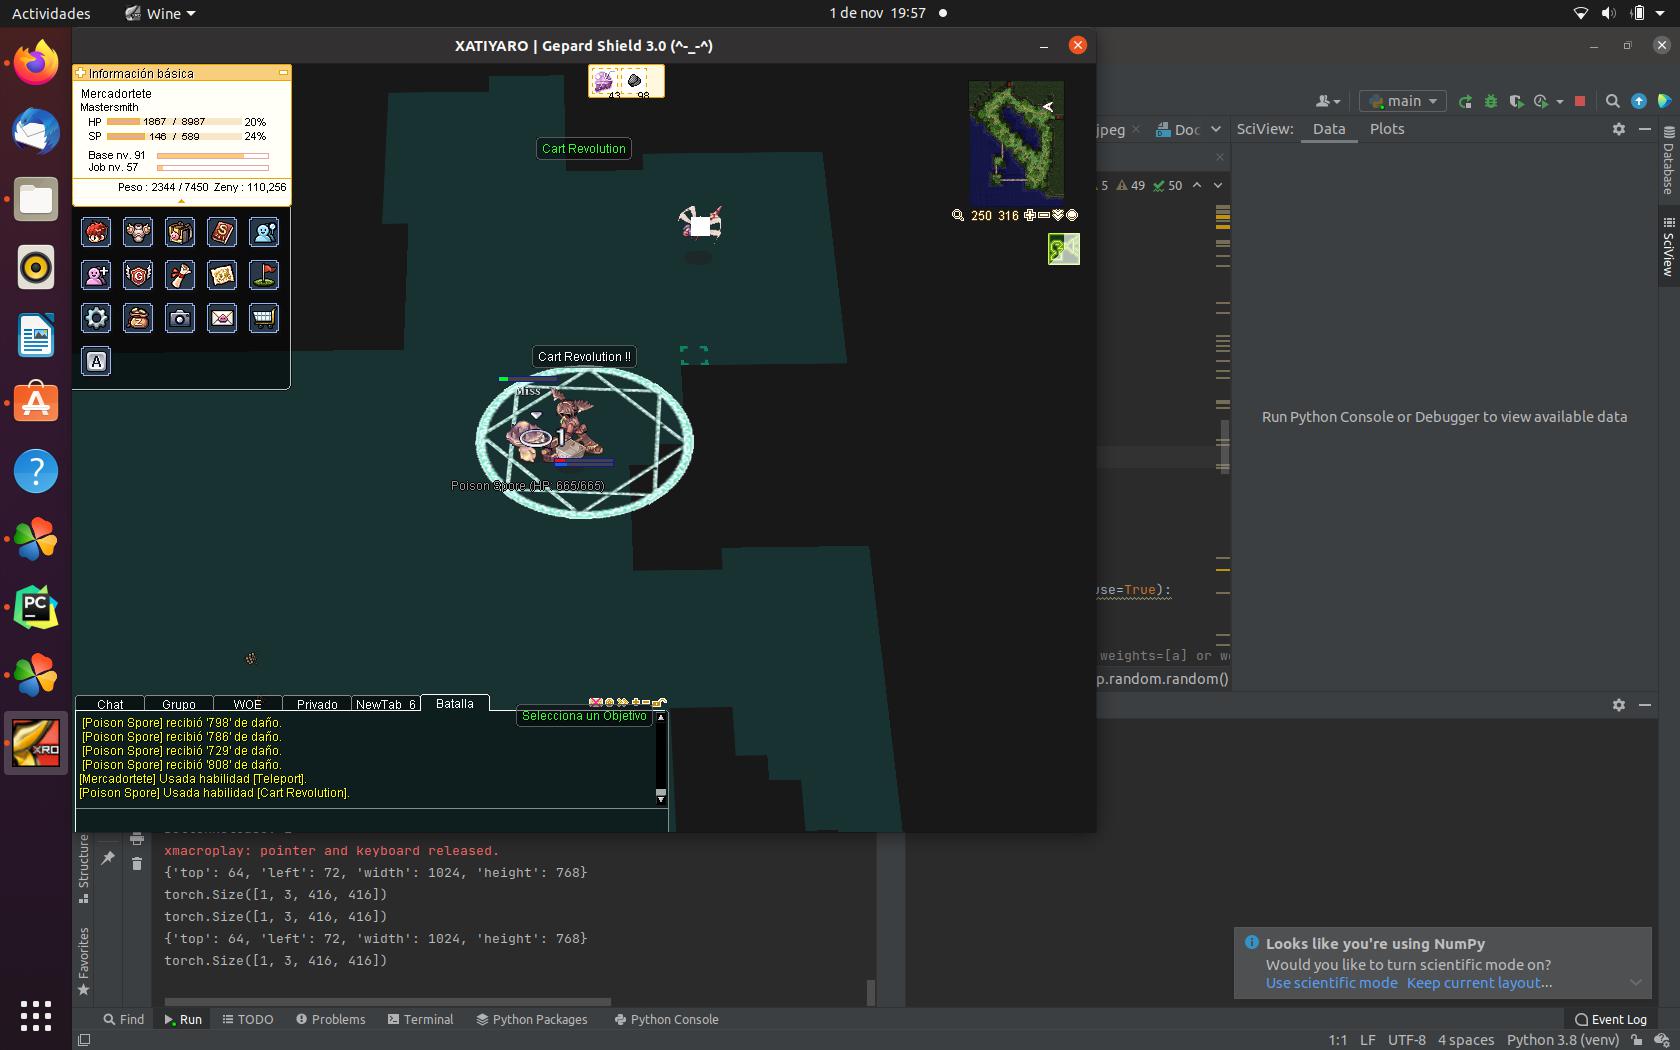 Actividades
Wine
1 de nov 19:57
XATIYARO | Gepard Shield 3.0 (^-_-^)
Información básica
Mercadortete
Mastersmith
HP 1867 / 8987 20%
SP 146 / 589 24%
Base nv. 91
Job nv. 57
Peso : 2344 / 7450 Zeny : 110,256
43 98
Cart Revolution
250 316
Cart Revolution !!
MISS
1
Poison Spore (HP: 665/665)
Chat Grupo WOE Privado NewTab 6 Batalla
Selecciona un Objetivo
[Poison Spore] recibió '798' de daño.
[Poison Spore] recibió '786' de daño.
[Poison Spore] recibió '729' de daño.
[Poison Spore] recibió '808' de daño.
[Mercadortete] Usada habilidad [Teleport].
[Poison Spore] Usada habilidad [Cart Revolution].
main
jpeg
Doc
SciView: Data Plots
5 49 50
Database
SciView
Run Python Console or Debugger to view available data
use=True):
weights=[a] or w
p.random.random()
xmacroplay: pointer and keyboard released.
{'top': 64, 'left': 72, 'width': 1024, 'height': 768}
torch.Size([1, 3, 416, 416])
torch.Size([1, 3, 416, 416])
{'top': 64, 'left': 72, 'width': 1024, 'height': 768}
torch.Size([1, 3, 416, 416])
Structure
Favorites
Looks like you're using NumPy
Would you like to turn scientific mode on?
Use scientific mode Keep current layout...
Find Run TODO Problems Terminal Python Packages Python Console
Event Log
1:1 LF UTF-8 4 spaces Python 3.8 (venv)
PC
XRO
A